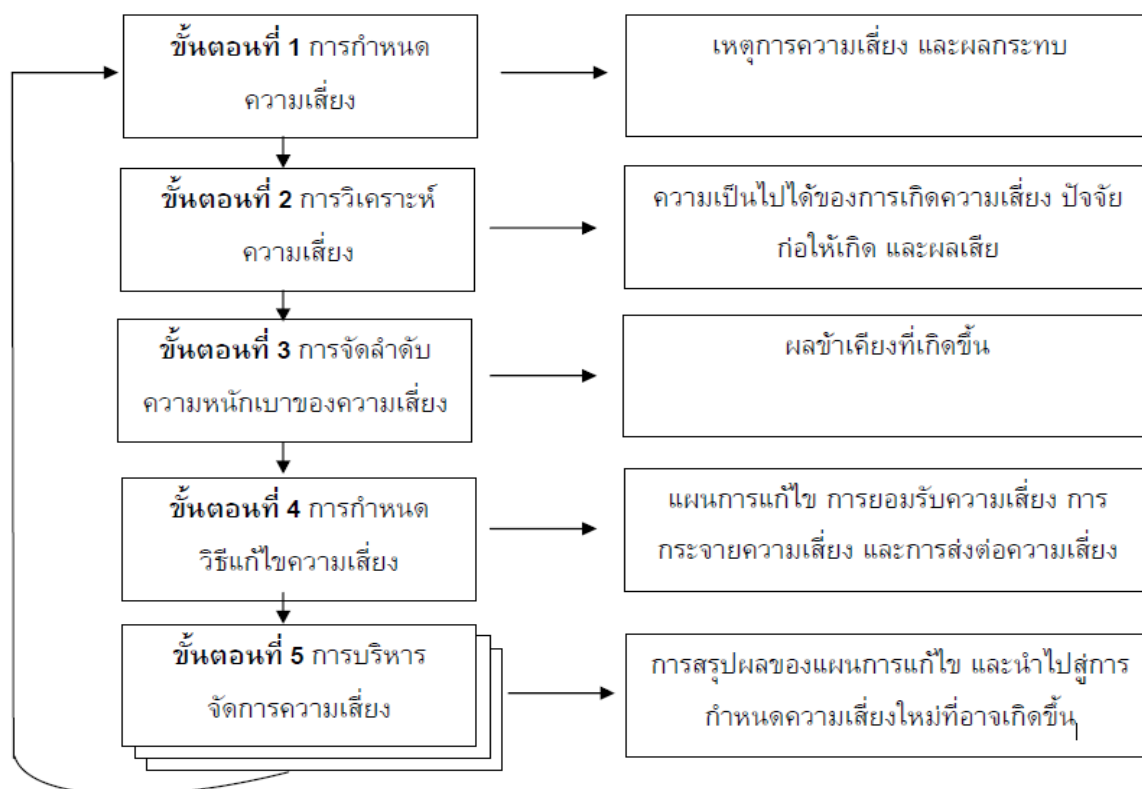 ขั้นตอนที่ 1 การกำหนด
ความเสี่ยง
เหตุการความเสี่ยง และผลกระทบ
ขั้นตอนที่ 2 การวิเคราะห์
ความเสี่ยง
ความเป็นไปได้ของการเกิดความเสี่ยง ปัจจัย
ก่อให้เกิด และผลเสีย
ขั้นตอนที่ 3 การจัดลำดับ
ความหนักเบาของความเสี่ยง
ผลข้าเคียงที่เกิดขึ้น
ขั้นตอนที่ 4 การกำหนด
วิธีแก้ไขความเสี่ยง
แผนการแก้ไข การยอมรับความเสี่ยง การ
กระจายความเสี่ยง และการส่งต่อความเสี่ยง
ขั้นตอนที่ 5 การบริหาร
จัดการความเสี่ยง
การสรุปผลของแผนการแก้ไข และนำไปสู่การ
กำหนดความเสี่ยงใหม่ที่อาจเกิดขึ้น